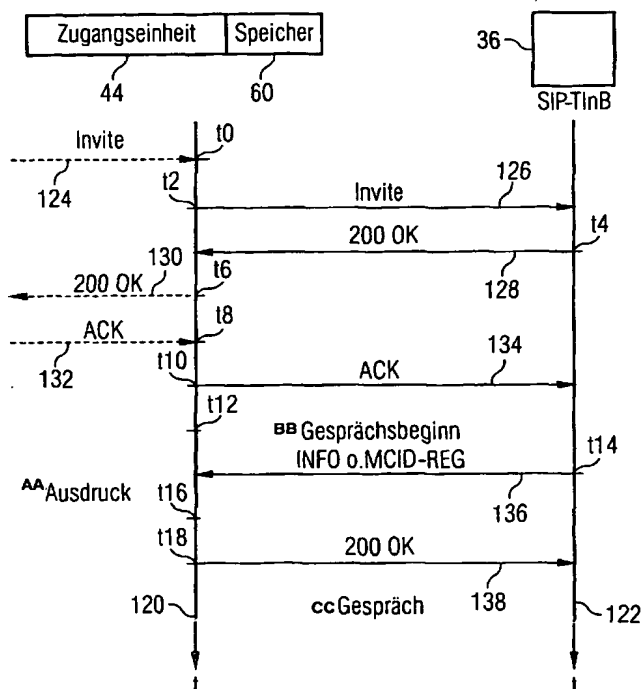 Zugangseinheit Speicher
44 60
36
SIP-TlnB
Invite t0
124
t2 Invite 126
200 OK t4
130 128
200 OK t6
ACK t8
132
t10 ACK 134
t12
BB Gesprächsbeginn
INFO o.MCID-REG t14
AA Ausdruck 136
t16
t18 200 OK
120 CC Gespräch 138 122